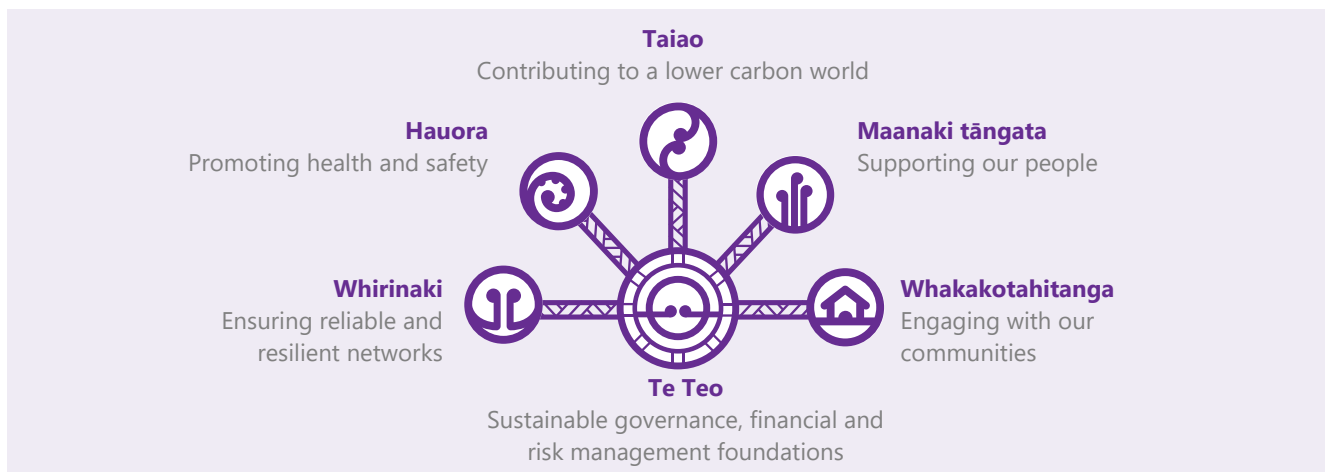 Taiao
Contributing to a lower carbon world
Hauora
Promoting health and safety
Maanaki tāngata
Supporting our people
Whirinaki
Ensuring reliable and
resilient networks
Whakakotahitanga
Engaging with our
communities
Te Teo
Sustainable governance, financial and
risk management foundations